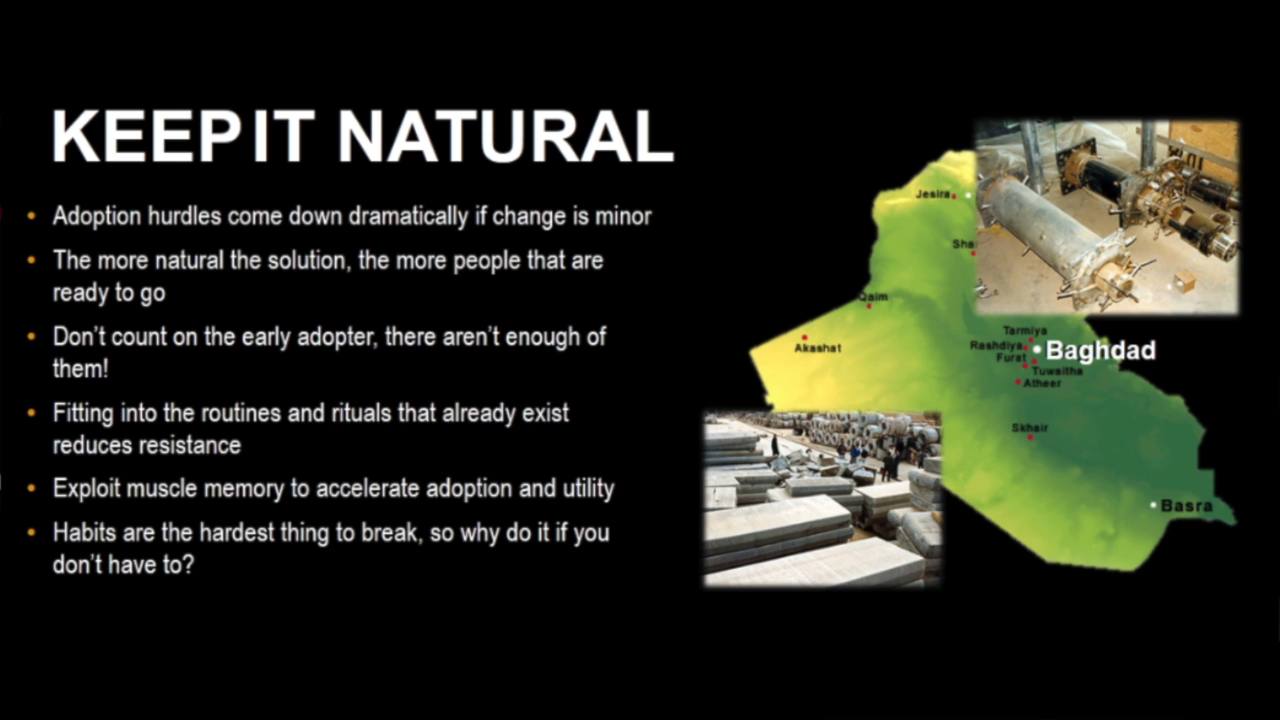 KEEP IT NATURAL
• Adoption hurdles come down dramatically if change is minor
• The more natural the solution, the more people that are
ready to go
• Don’t count on the early adopter, there aren’t enough of
them!
• Fitting into the routines and rituals that already exist
reduces resistance
• Exploit muscle memory to accelerate adoption and utility
• Habits are the hardest thing to break, so why do it if you
don’t have to?
Jesira
Sha
Qaim
Akashat
Tarmiya
Rashdiya
Baghdad
Furat
Tuwaitha
Atheer
Skhair
Basra